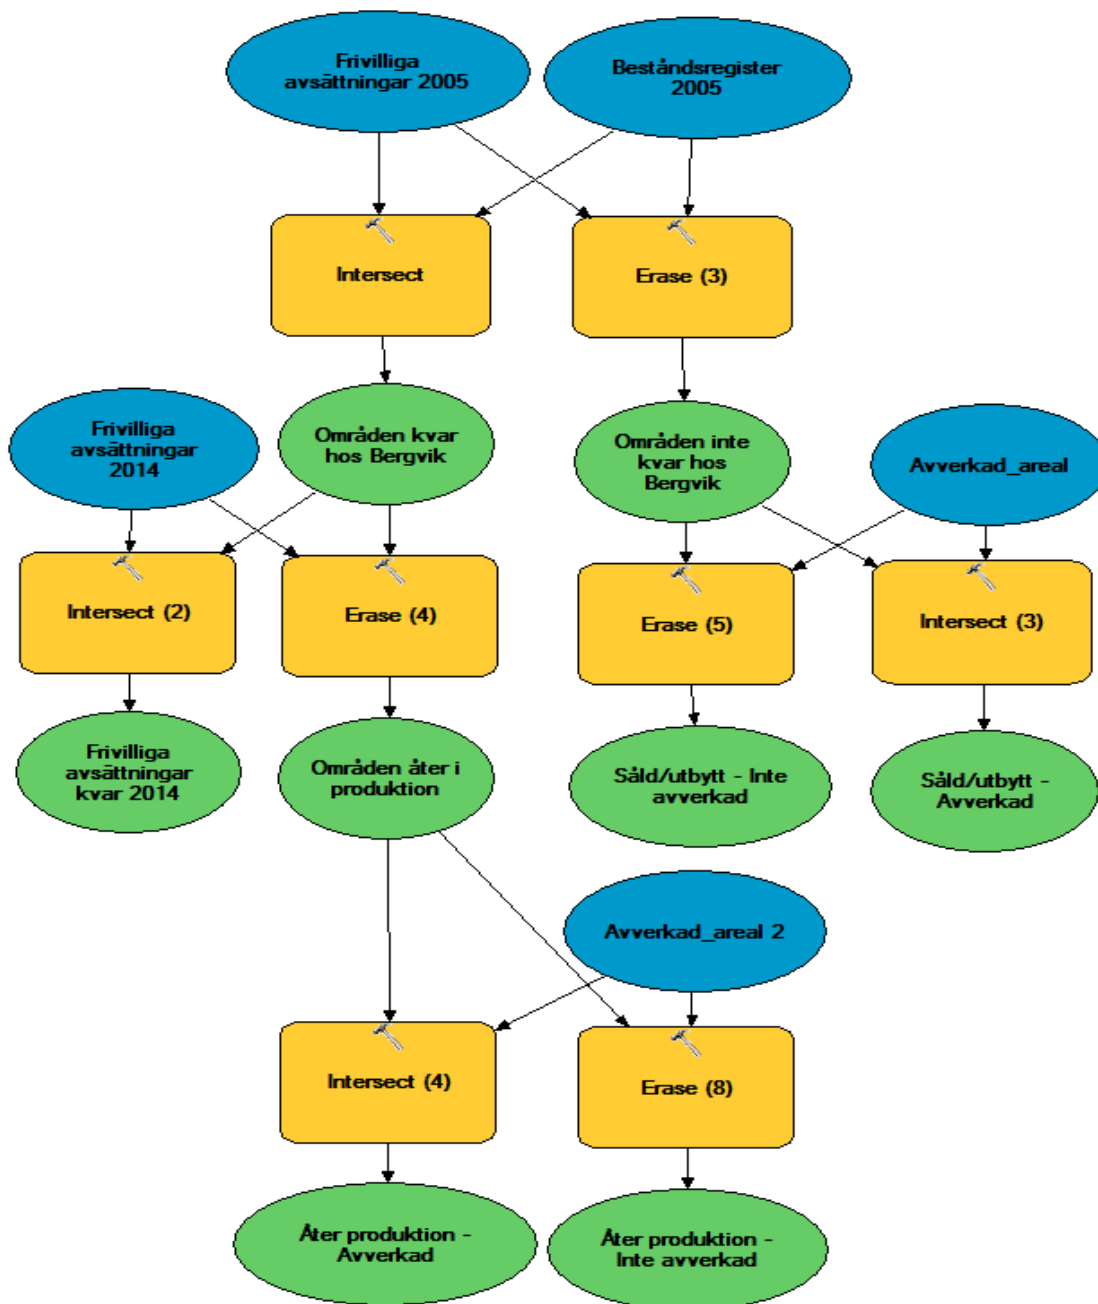 Frivilliga
avsättningar 2005
Beståndsregister
2005
Intersect
Erase (3)
Frivilliga
avsättningar
2014
Områden kvar
hos Bergvik
Områden inte
kvar hos
Bergvik
Avverkad_areal
Intersect (2)
Erase (4)
Erase (5)
Intersect (3)
Frivilliga
avsättningar
kvar 2014
Områden åter i
produktion
Såld/utbytt - Inte
avverkad
Såld/utbytt -
Avverkad
Avverkad_areal 2
Intersect (4)
Erase (8)
Åter produktion -
Avverkad
Åter produktion -
Inte avverkad